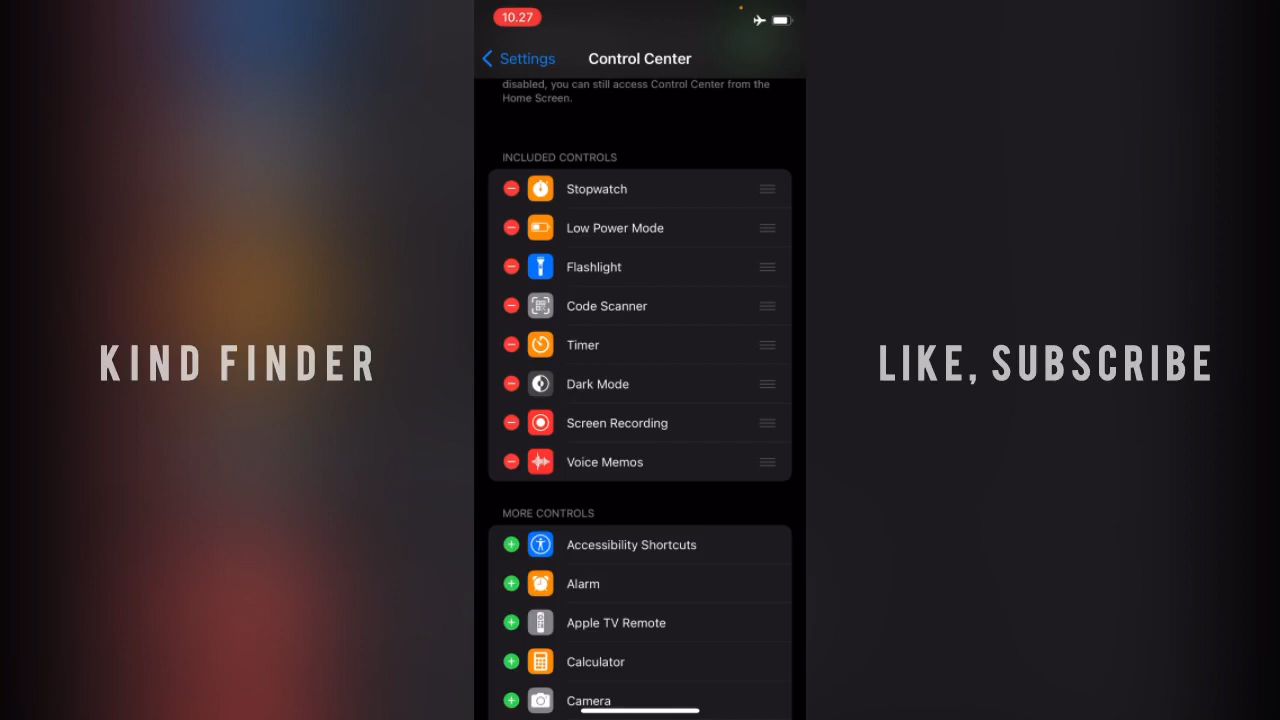 10.27
Settings
Control Center
disabled, you can still access Control Center from the
Home Screen.
INCLUDED CONTROLS
Stopwatch
Low Power Mode
Flashlight
Code Scanner
Timer
Dark Mode
Screen Recording
Voice Memos
MORE CONTROLS
Accessibility Shortcuts
Alarm
Apple TV Remote
Calculator
Camera
KIND FINDER
LIKE, SUBSCRIBE